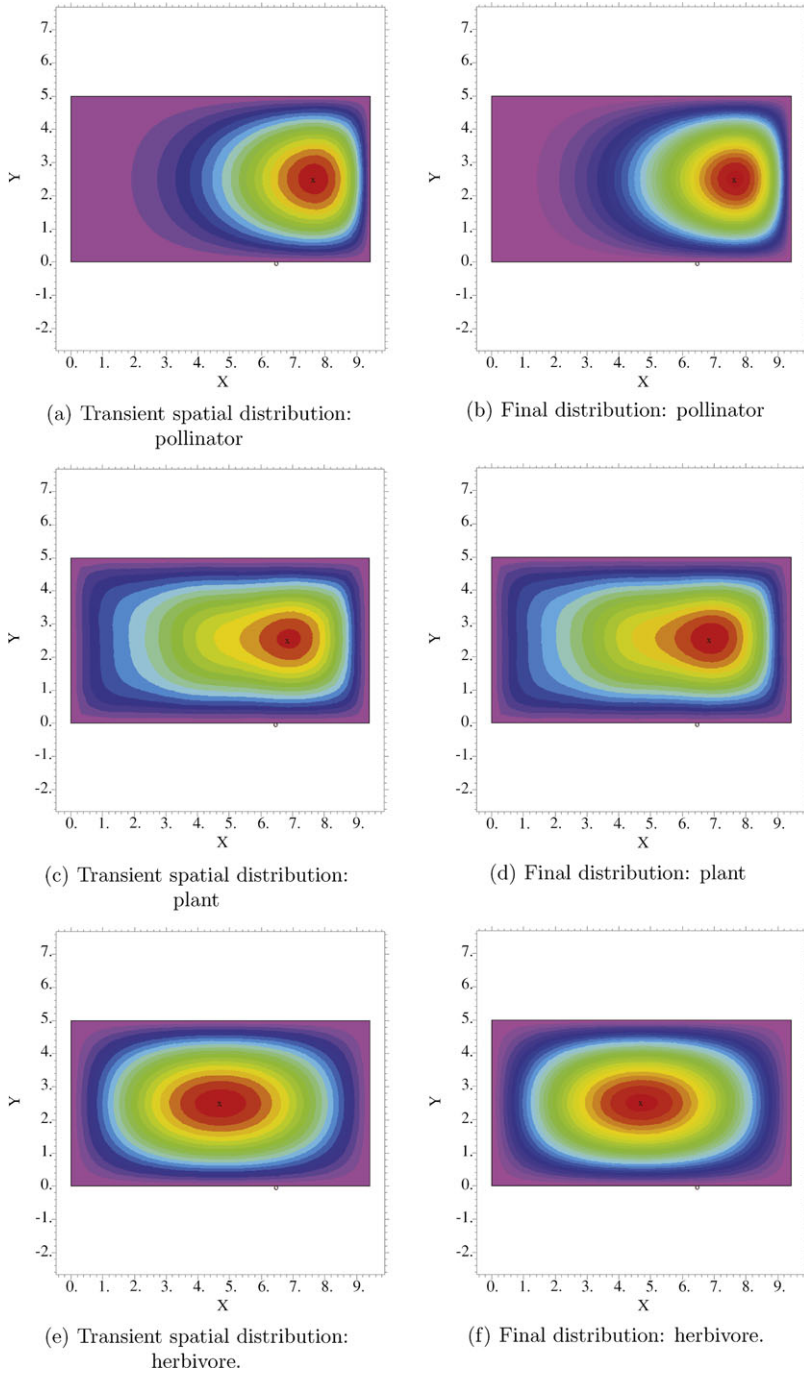 7.
7.
6.
6.
5.
5.
4.
4.
Y
3.
Y
3.
x
x
2.
2.
1.
1.
0.
0.
o
o
-1.
-1.
-2.
-2.
0. 1. 2. 3. 4. 5. 6. 7. 8. 9.
0. 1. 2. 3. 4. 5. 6. 7. 8. 9.
X
X
(a) Transient spatial distribution:
pollinator
(b) Final distribution: pollinator
7.
7.
6.
6.
5.
5.
4.
4.
Y
3.
Y
3.
x
x
2.
2.
1.
1.
0.
0.
o
o
-1.
-1.
-2.
-2.
0. 1. 2. 3. 4. 5. 6. 7. 8. 9.
0. 1. 2. 3. 4. 5. 6. 7. 8. 9.
X
X
(c) Transient spatial distribution:
plant
(d) Final distribution: plant
7.
7.
6.
6.
5.
5.
4.
4.
Y
3.
Y
3.
x
x
2.
2.
1.
1.
0.
0.
o
o
-1.
-1.
-2.
-2.
0. 1. 2. 3. 4. 5. 6. 7. 8. 9.
0. 1. 2. 3. 4. 5. 6. 7. 8. 9.
X
X
(e) Transient spatial distribution:
herbivore.
(f) Final distribution: herbivore.